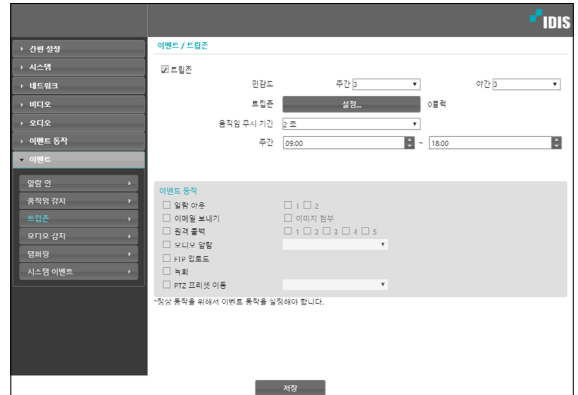 IDIS
간편 설정
시스템
네트워크
비디오
오디오
이벤트 동작
이벤트
알람 인
움직임 감지
트립존
오디오 감지
탬퍼링
시스템 이벤트
이벤트 / 트립존
트립존
민감도 주간 3 야간 3
트립존 설정... 0블럭
움직임 무시 기간 2 초
주간 09:00 ~ 18:00
이벤트 동작
알람 아웃 1 2
이메일 보내기 이미지 첨부
원격 콜백 1 2 3 4 5
오디오 알람
FTP 업로드
녹화
PTZ 프리셋 이동
*정상 동작을 위해서 이벤트 동작을 설정해야 합니다.
저장